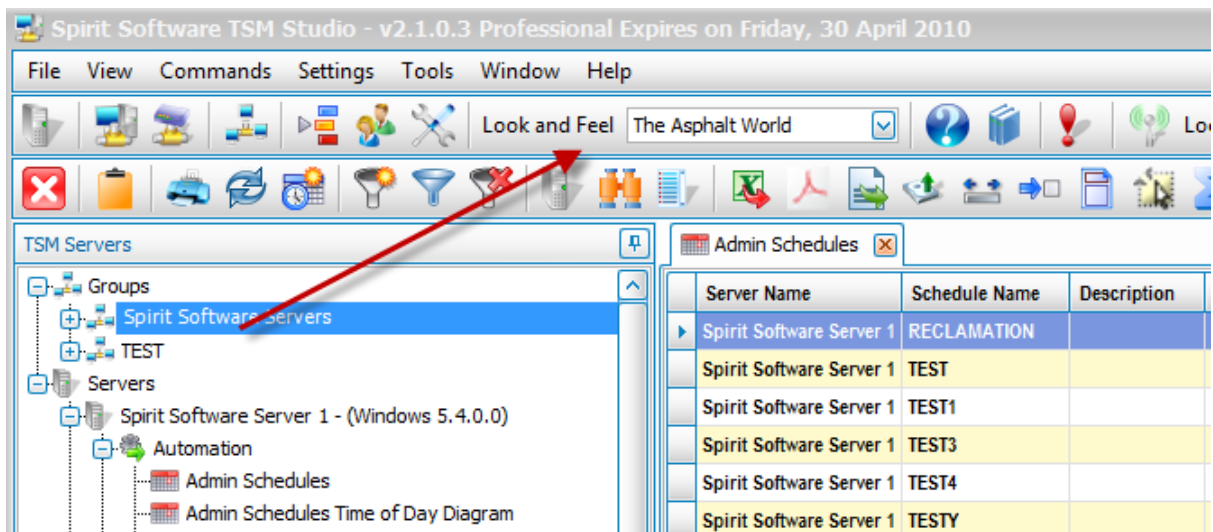 Spirit Software TSM Studio - v2.1.0.3 Professional Expires on Friday, 30 April 2010
File View Commands Settings Tools Window Help
Look and Feel The Asphalt World
TSM Servers
Groups
Spirit Software Servers
TEST
Servers
Spirit Software Server 1 - (Windows 5.4.0.0)
Automation
Admin Schedules
Admin Schedules Time of Day Diagram
Admin Schedules
Server Name Schedule Name Description
Spirit Software Server 1 RECLAMATION
Spirit Software Server 1 TEST
Spirit Software Server 1 TEST1
Spirit Software Server 1 TEST3
Spirit Software Server 1 TEST4
Spirit Software Server 1 TESTY